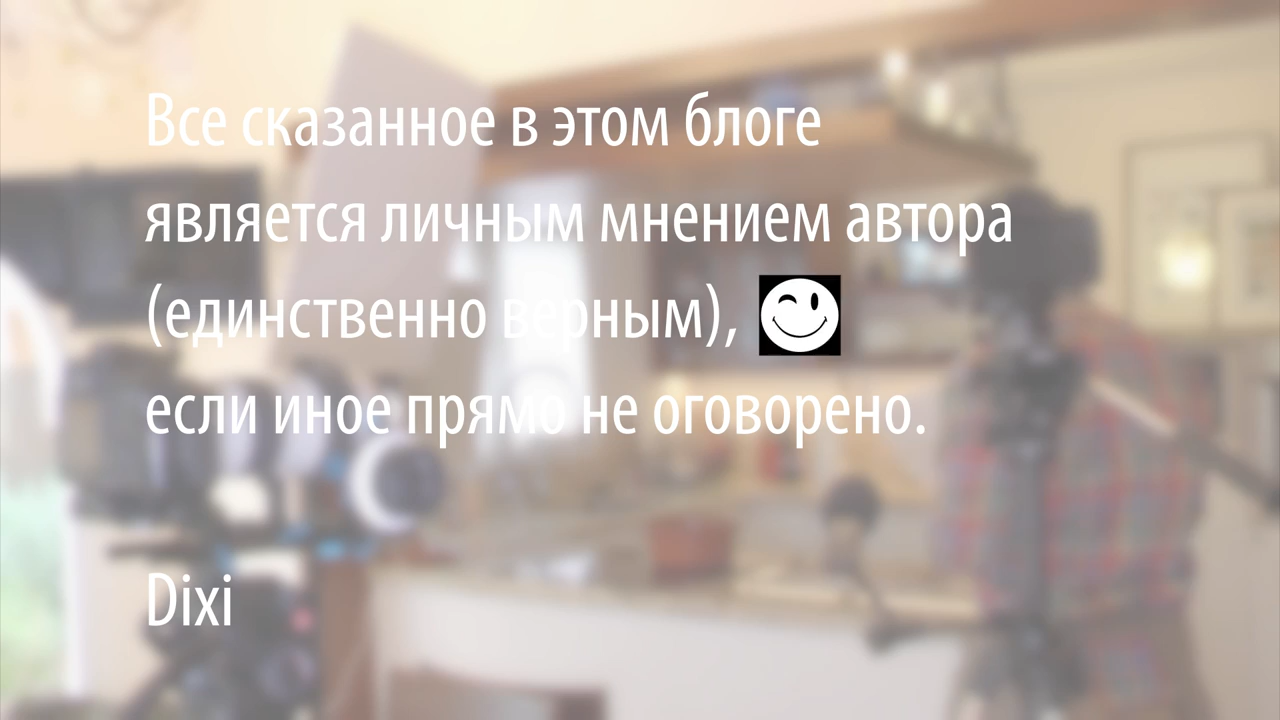 Все сказанное в этом блоге
является личным мнением автора
(единственно верным),
если иное прямо не оговорено.
Dixi